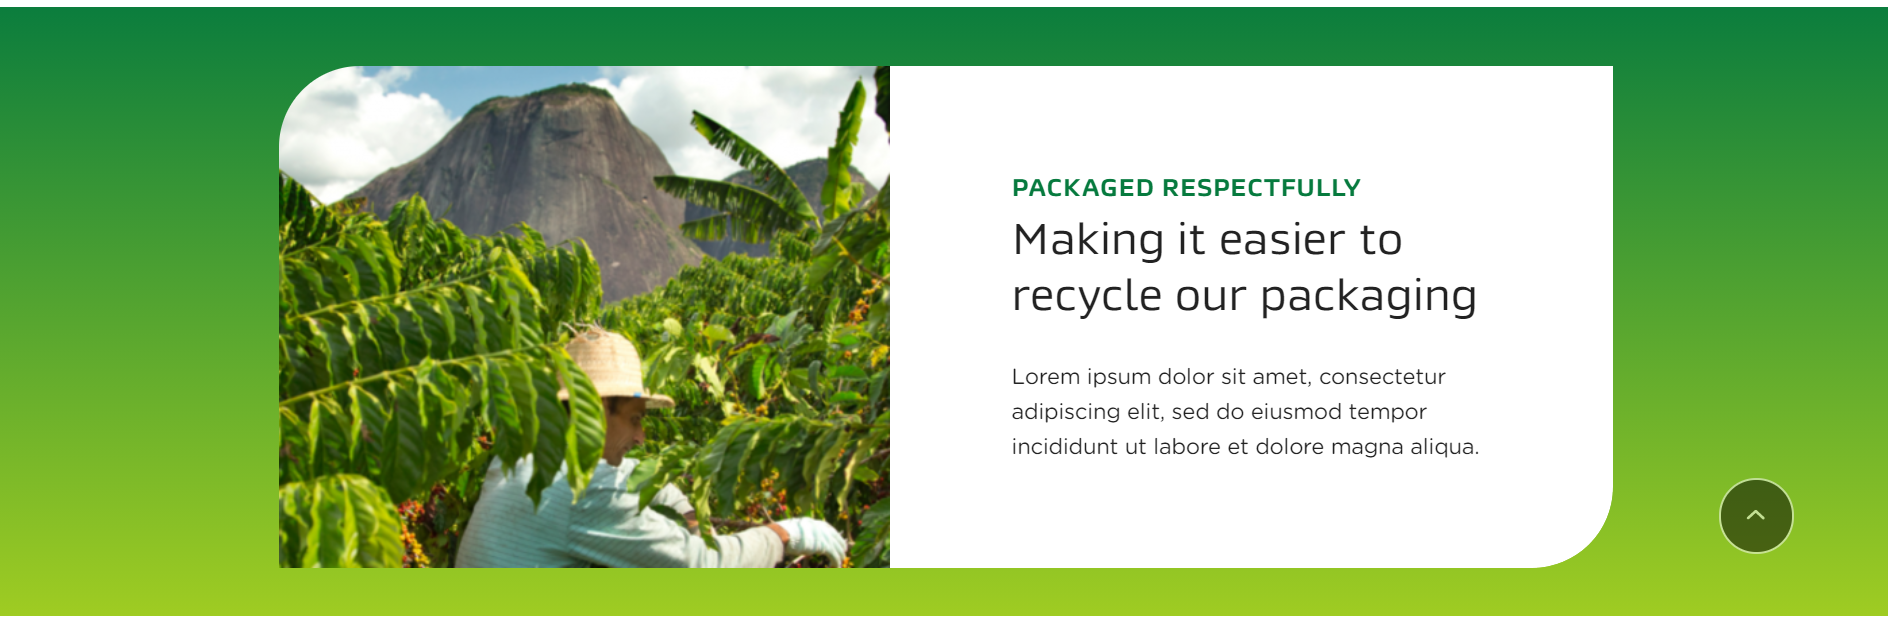 PACKAGED RESPECTFULLY
Making it easier to
recycle our packaging
Lorem ipsum dolor sit amet, consectetur
adipiscing elit, sed do eiusmod tempor
incididunt ut labore et dolore magna aliqua.